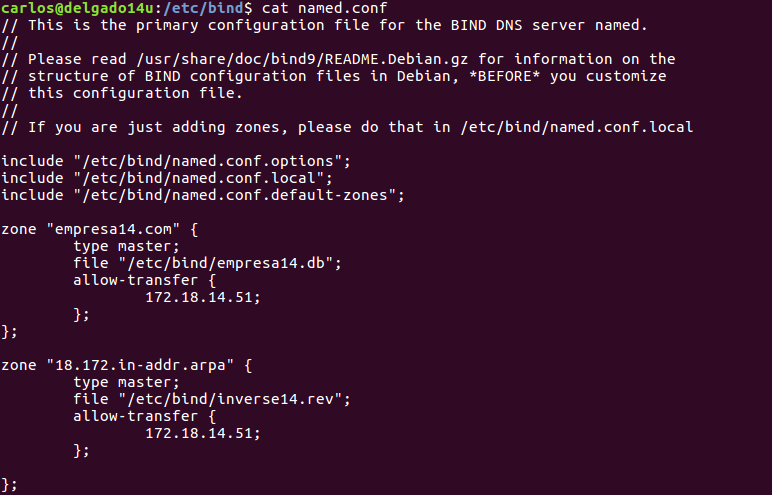 carlos@delgado14u:/etc/bind$ cat named.conf
// This is the primary configuration file for the BIND DNS server named.
//
// Please read /usr/share/doc/bind9/README.Debian.gz for information on the
// structure of BIND configuration files in Debian, *BEFORE* you customize
// this configuration file.
//
// If you are just adding zones, please do that in /etc/bind/named.conf.local

include "/etc/bind/named.conf.options";
include "/etc/bind/named.conf.local";
include "/etc/bind/named.conf.default-zones";

zone "empresa14.com" {
        type master;
        file "/etc/bind/empresa14.db";
        allow-transfer {
                172.18.14.51;
        };
};

zone "18.172.in-addr.arpa" {
        type master;
        file "/etc/bind/inverse14.rev";
        allow-transfer {
                172.18.14.51;
        };

};